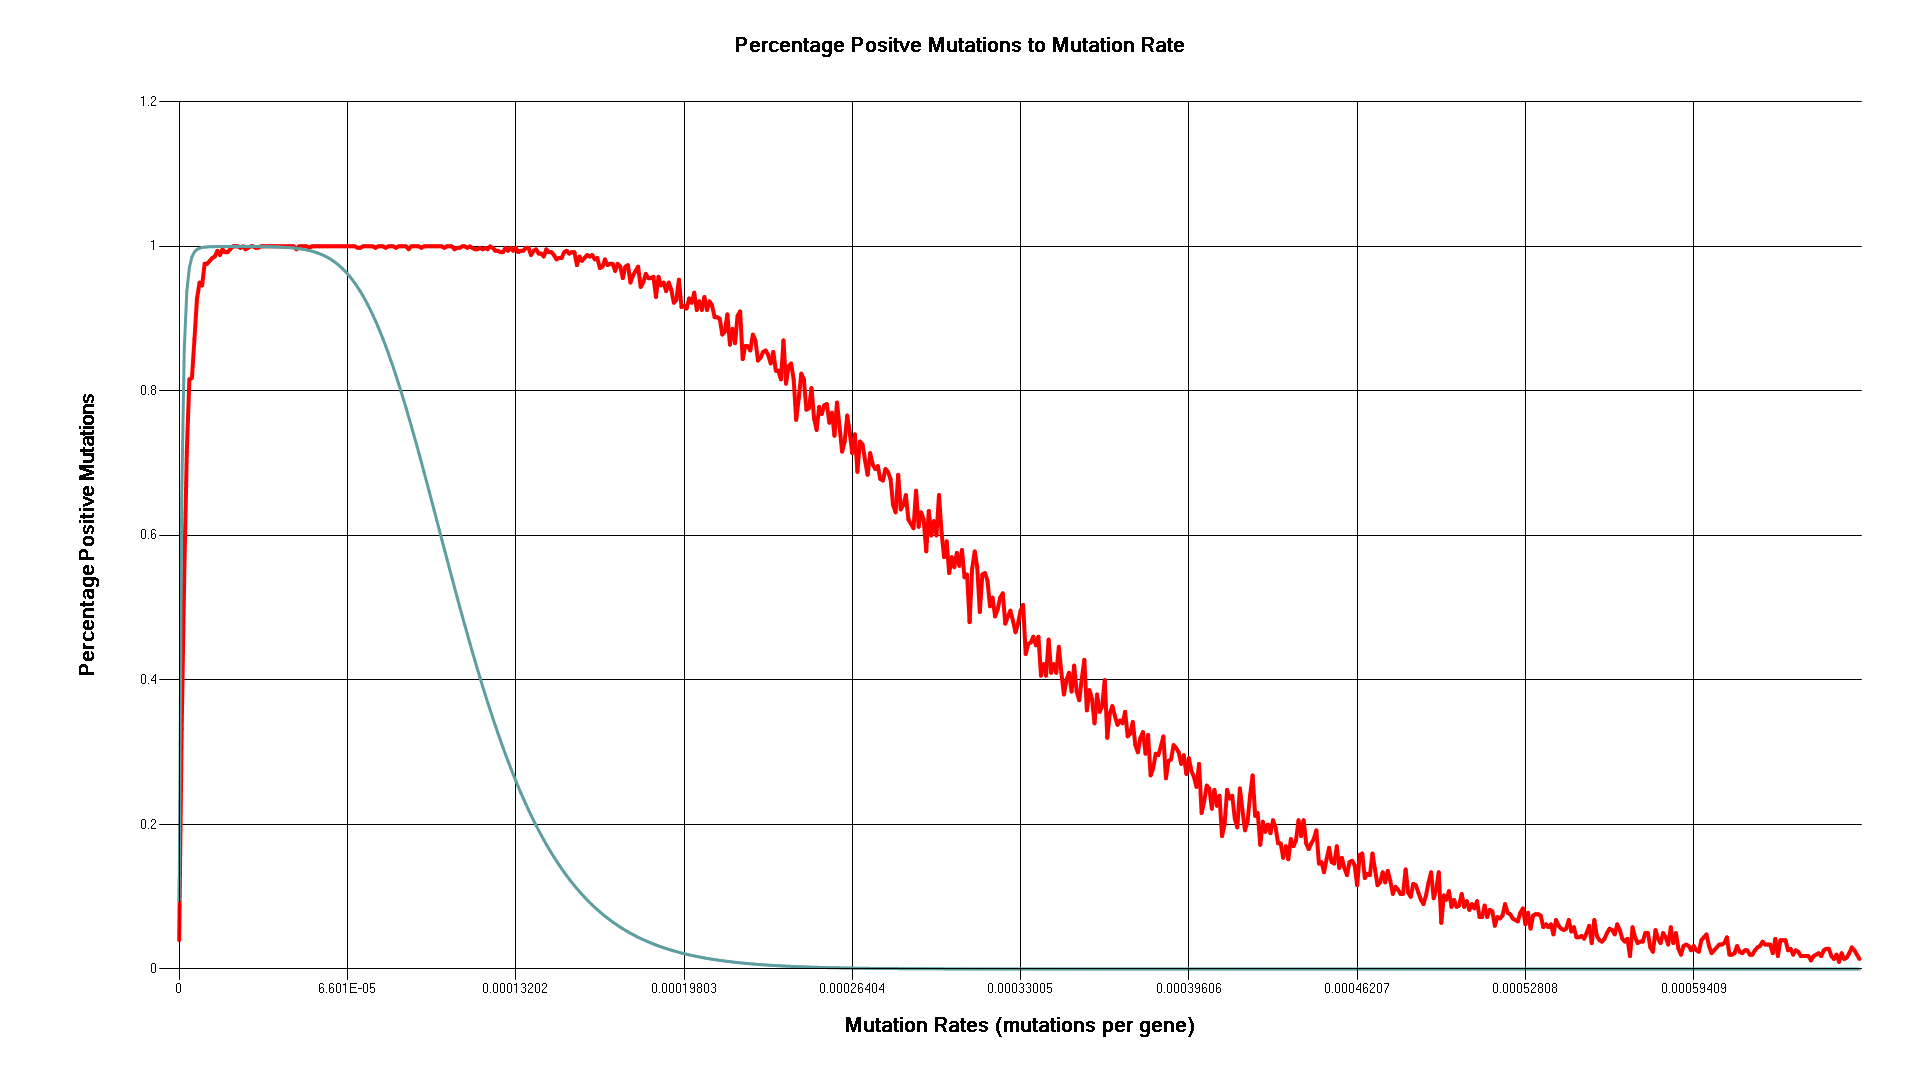 Percentage Positve Mutations to Mutation Rate
1.2
1
0.8
0.6
0.4
0.2
0
Percentage Positive Mutations
0 6.601E-05 0.00013202 0.00019803 0.00026404 0.00033005 0.00039606 0.00046207 0.00052808 0.00059409
Mutation Rates (mutations per gene)